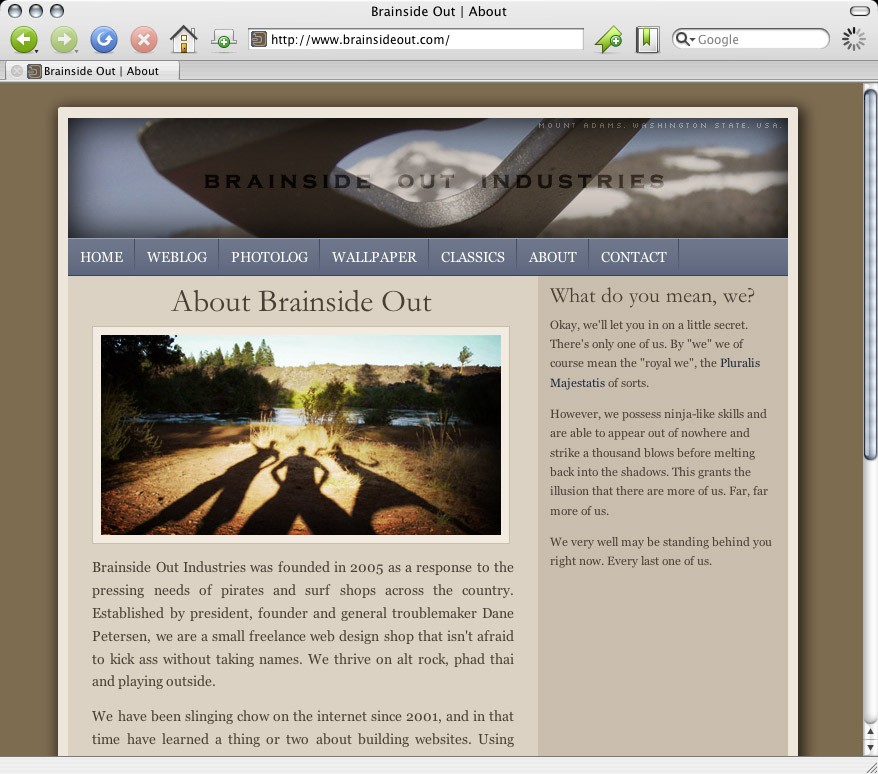 Brainside Out | About
http://www.brainsideout.com/
Google
Brainside Out | About
MOUNT ADAMS. WASHINGTON STATE. USA.
BRAINSIDE OUT INDUSTRIES
HOME WEBLOG PHOTOLOG WALLPAPER CLASSICS ABOUT CONTACT
About Brainside Out
Brainside Out Industries was founded in 2005 as a response to the
pressing needs of pirates and surf shops across the country.
Established by president, founder and general troublemaker Dane
Petersen, we are a small freelance web design shop that isn't afraid
to kick ass without taking names. We thrive on alt rock, phad thai
and playing outside.
We have been slinging chow on the internet since 2001, and in that
time have learned a thing or two about building websites. Using
What do you mean, we?
Okay, we'll let you in on a little secret.
There's only one of us. By "we" we of
course mean the "royal we", the Pluralis
Majestatis of sorts.
However, we possess ninja-like skills and
are able to appear out of nowhere and
strike a thousand blows before melting
back into the shadows. This grants the
illusion that there are more of us. Far, far
more of us.
We very well may be standing behind you
right now. Every last one of us.